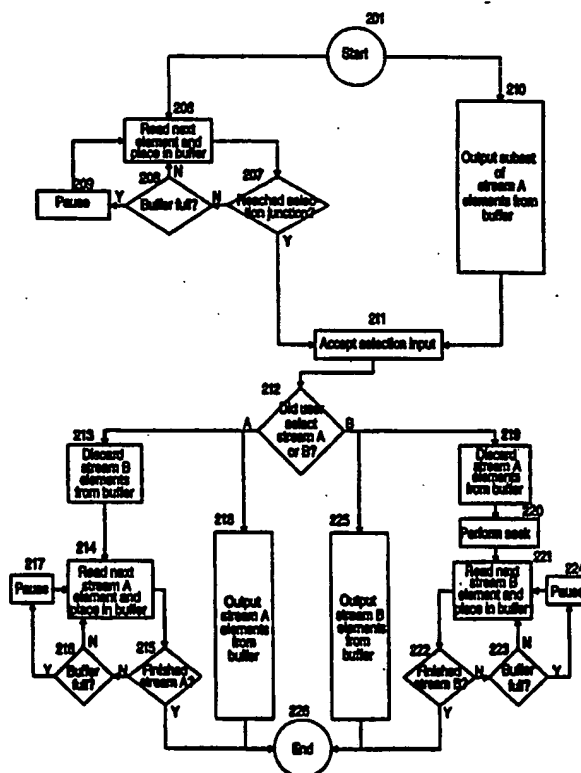 201
Start
206
Read next
element and
place in buffer
210
Output subset
of
stream A
elements from
buffer
209
Pause
Y
208
Buffer full?
N
N
207
Reached selec-
tion junction?
Y
211
Accept selection input
212
Did user
select
stream A
or B?
A
B
213
Discard
stream B
elements
from buffer
219
Discard
stream A
elements
from buffer
220
Perform seek
214
Read next
stream A
element and
place in buffer
217
Pause
218
Output
stream A
elements
from
buffer
225
Output
stream B
elements
from
buffer
221
Read next
stream B
element and
place in buffer
224
Pause
216
Buffer
full?
Y
N
N
215
Finished
stream A?
Y
222
Finished
stream B?
Y
N
223
Buffer
full?
N
Y
226
End